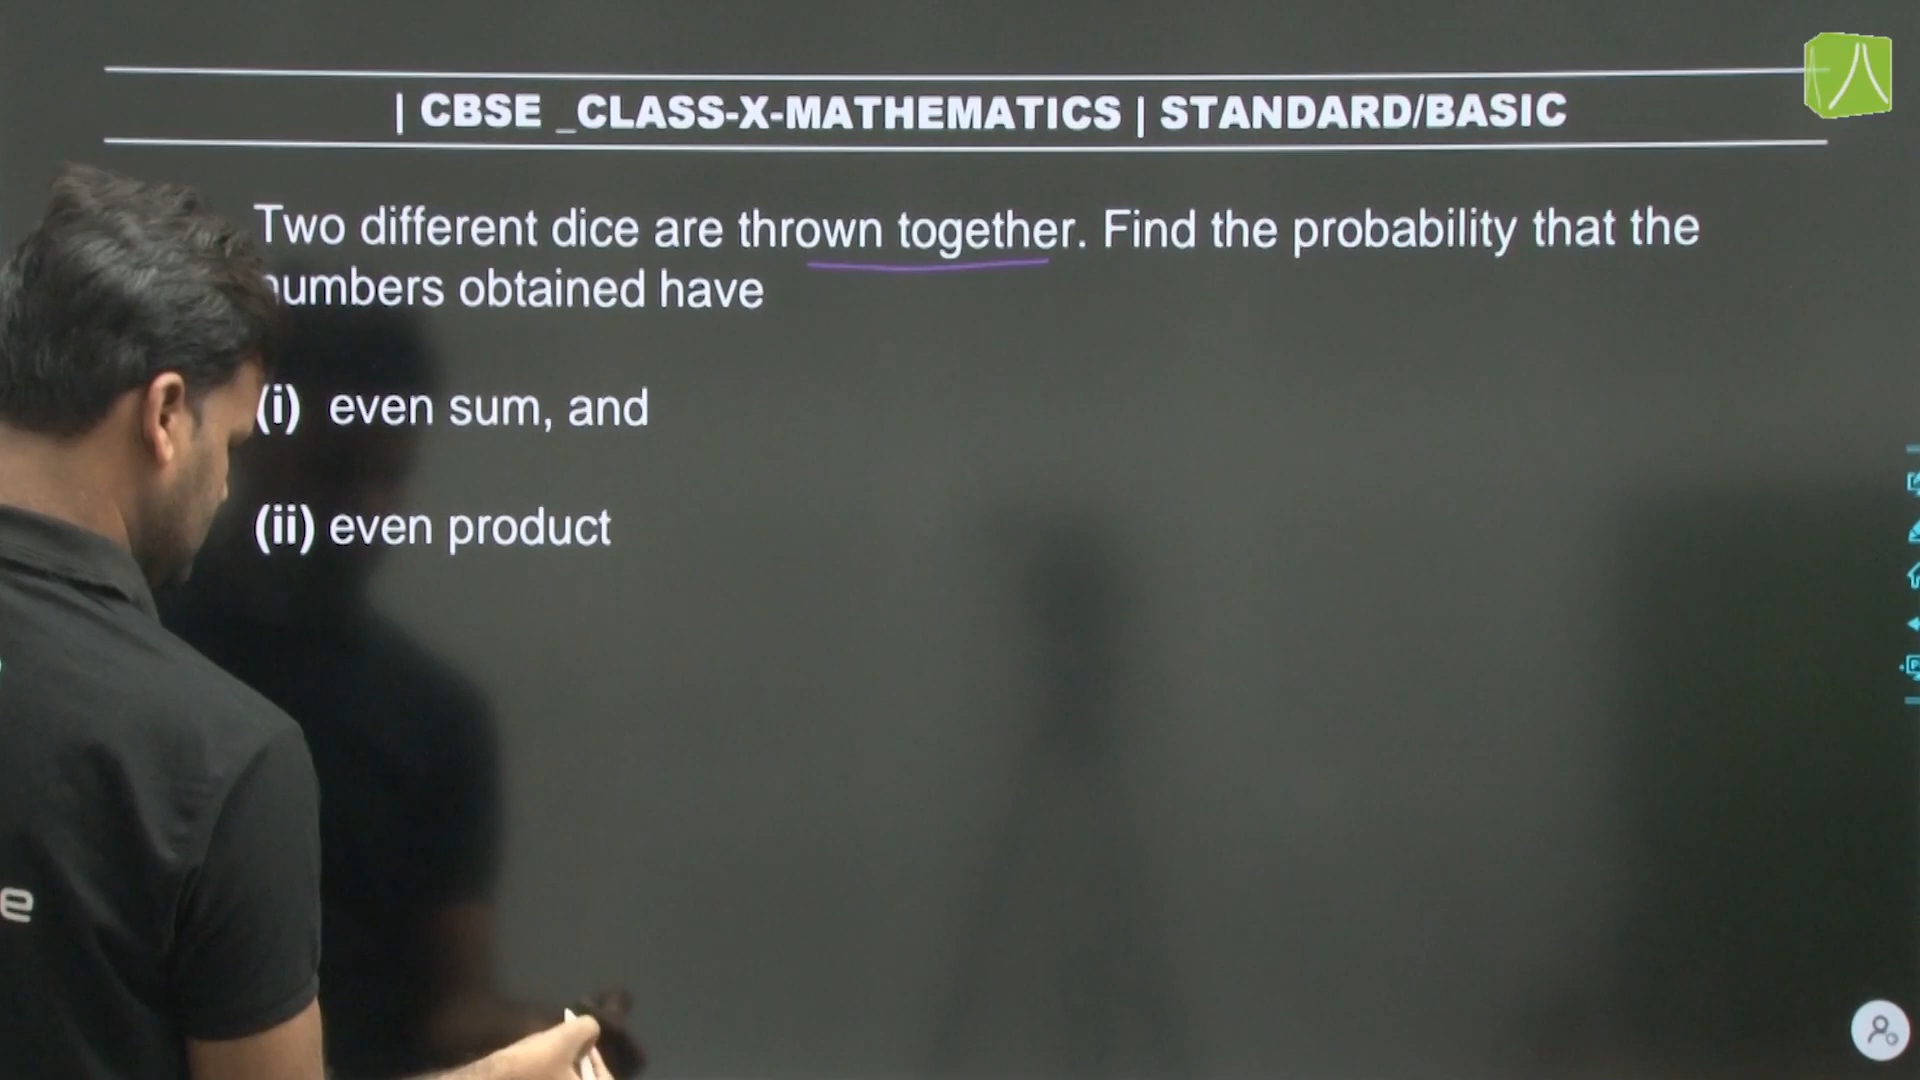 | CBSE _CLASS-X-MATHEMATICS | STANDARD/BASIC
Two different dice are thrown together. Find the probability that the
numbers obtained have
(i) even sum, and
(ii) even product
e